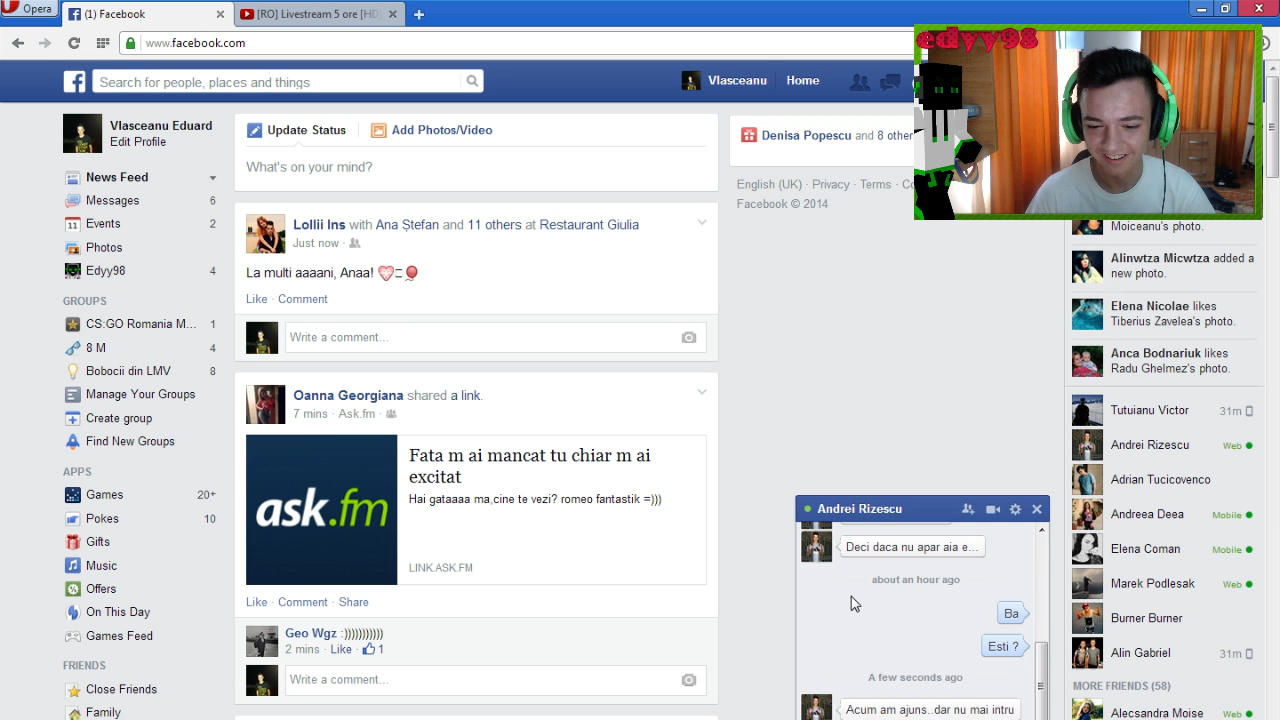 Opera
(1) Facebook
[RO] Livestream 5 ore [HD]
www.facebook.com
edyy98
Search for people, places and things
Vlasceanu
Home
Vlasceanu Eduard
Edit Profile
News Feed
Messages 6
Events 2
Photos
Edyy98 4
GROUPS
CS:GO Romania M... 1
8 M 4
Bobocii din LMV 8
Manage Your Groups
Create group
Find New Groups
APPS
Games 20+
Pokes 10
Gifts
Music
Offers
On This Day
Games Feed
FRIENDS
Close Friends
Family
Update Status
Add Photos/Video
What's on your mind?
Lollii Ins with Ana Ștefan and 11 others at Restaurant Giulia
Just now ·
La multi aaaani, Anaa!
Like · Comment
Write a comment...
Oanna Georgiana shared a link.
7 mins · Ask.fm ·
ask.fm
Fata m ai mancat tu chiar m ai
excitat
Hai gataaaa ma,cine te vezi? romeo fantastik =)))
LINK.ASK.FM
Like · Comment · Share
Geo Wgz :)))))))))))
2 mins · Like · 1
Write a comment...
Denisa Popescu and 8 other
English (UK) · Privacy · Terms ·
Facebook © 2014
Moiceanu's photo.
Alinwtza Micwtza added a
new photo.
Elena Nicolae likes
Tiberius Zavelea's photo.
Anca Bodnariuk likes
Radu Ghelmez's photo.
Tutuianu Victor 31m
Andrei Rizescu Web
Adrian Tucicovenco
Andreea Deea Mobile
Elena Coman Mobile
Marek Podlesak Web
Burner Burner
Alin Gabriel 31m
MORE FRIENDS (58)
Alecsandra Moise Web
Andrei Rizescu
Deci daca nu apar aia e...
about an hour ago
Ba
Esti ?
A few seconds ago
Acum am ajuns..dar nu mai intru